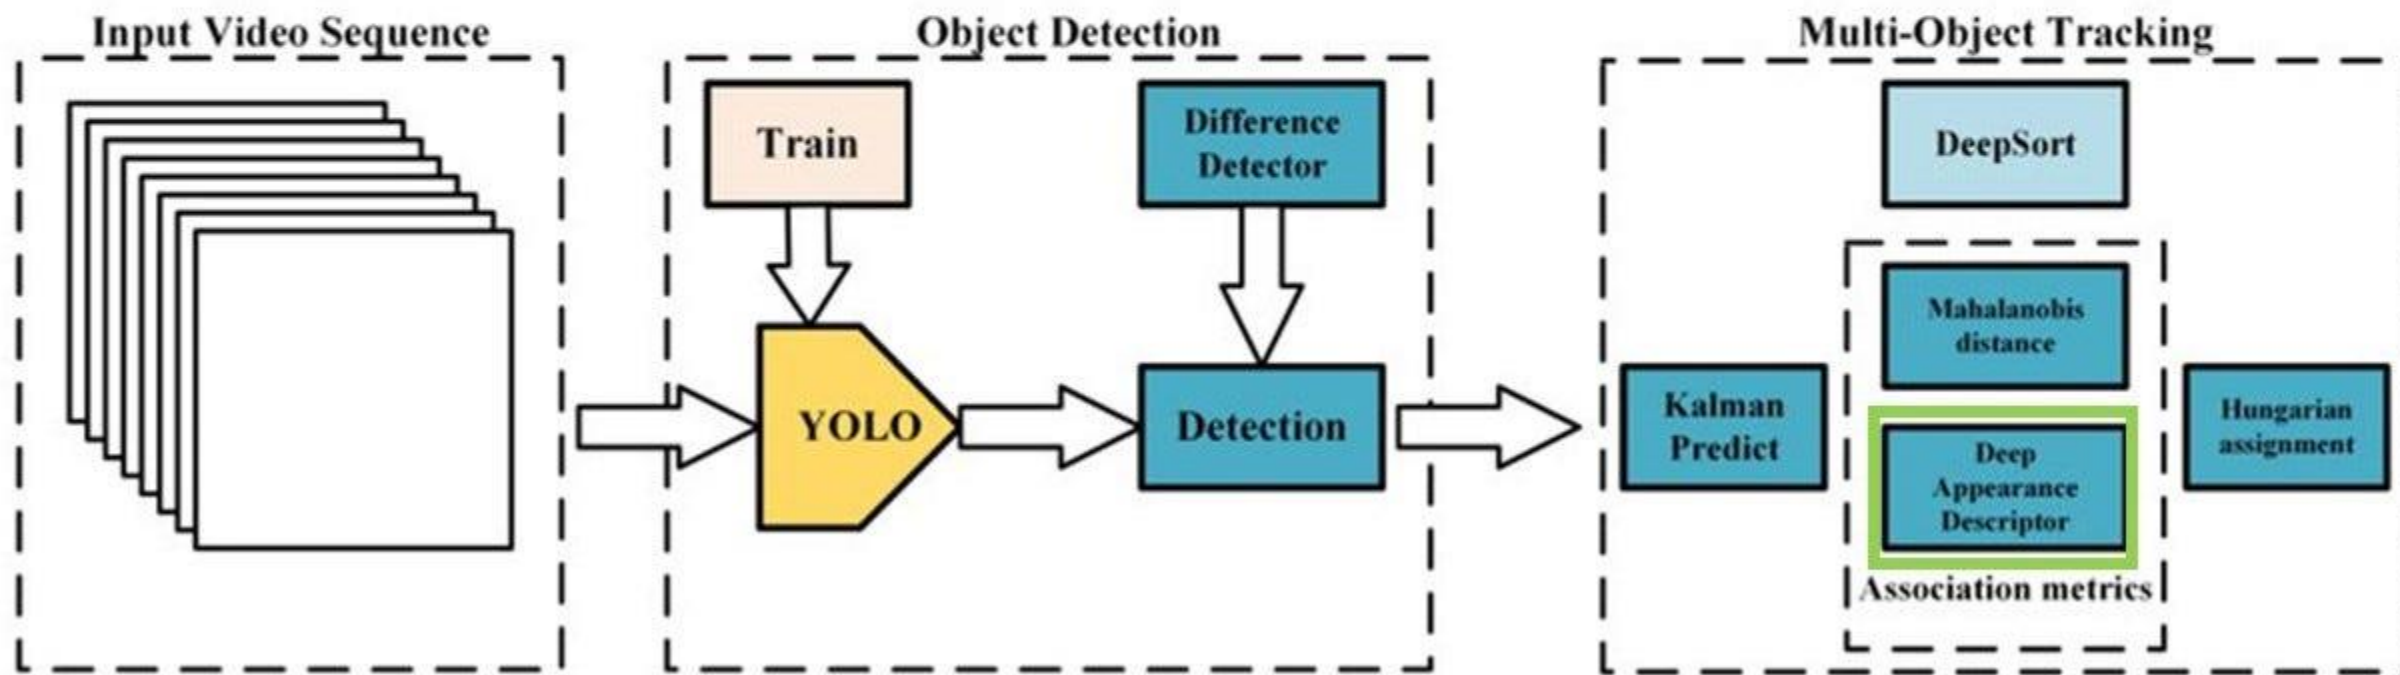 Input Video Sequence
Object Detection
Multi-Object Tracking
Train
Difference
Detector
DeepSort
YOLO
Detection
Kalman
Predict
Mahalanobis
distance
Deep
Appearance
Descriptor
Association metrics
Hungarian
assignment